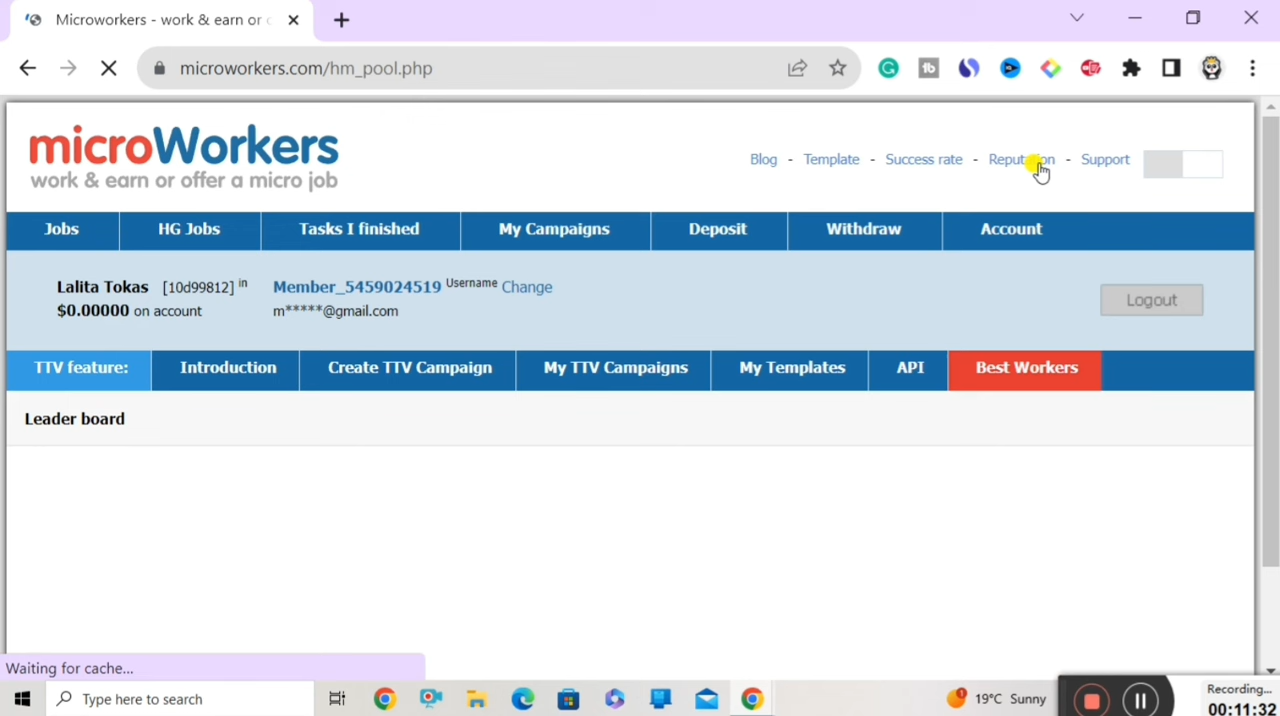 Microworkers - work & earn or o
microworkers.com/hm_pool.php
microWorkers
work & earn or offer a micro job
Blog - Template - Success rate - Reputation - Support
Jobs HG Jobs Tasks I finished My Campaigns Deposit Withdraw Account
Lalita Tokas [10d99812] in Member_5459024519 Username Change
$0.00000 on account m*****@gmail.com
Logout
TTV feature: Introduction Create TTV Campaign My TTV Campaigns My Templates API Best Workers
Leader board
Waiting for cache...
Type here to search
19°C Sunny
Recording...
00:11:32